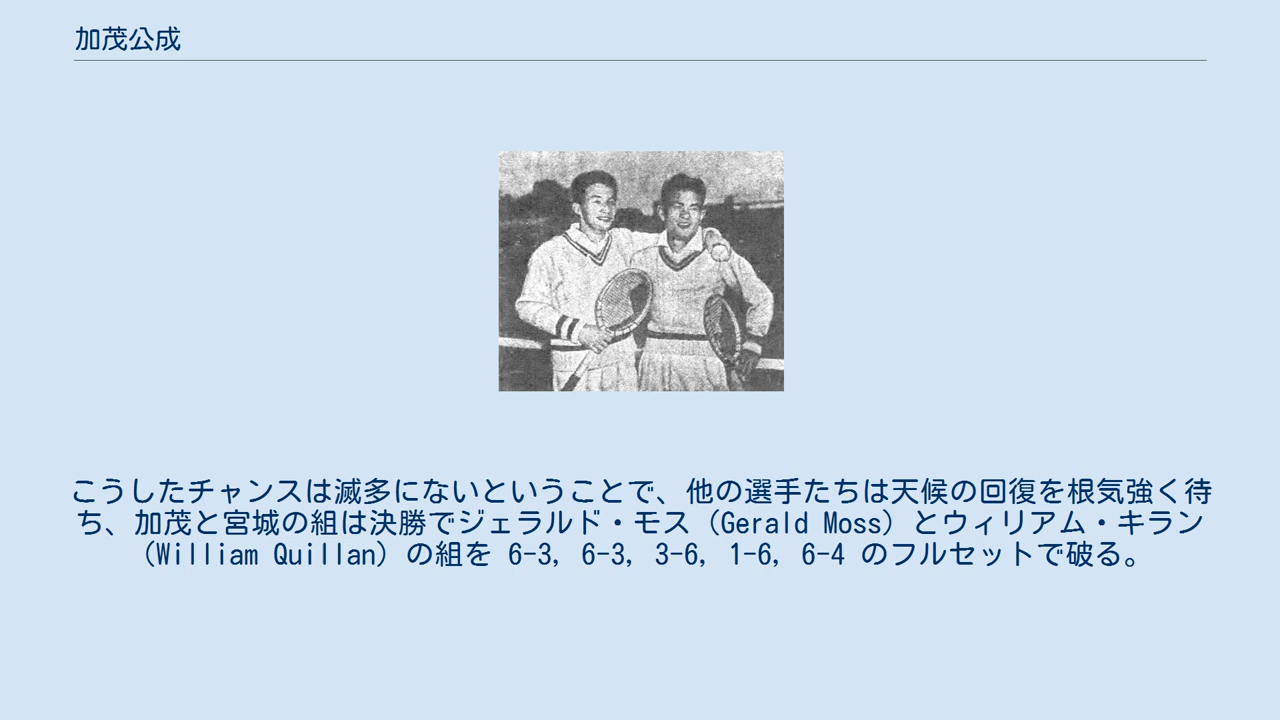 加茂公成
こうしたチャンスは滅多にないということで、他の選手たちは天候の回復を根気強く待
ち、加茂と宮城の組は決勝でジェラルド・モス（Gerald Moss）とウィリアム・キラン
（William Quillan）の組を 6-3, 6-3, 3-6, 1-6, 6-4 のフルセットで破る。